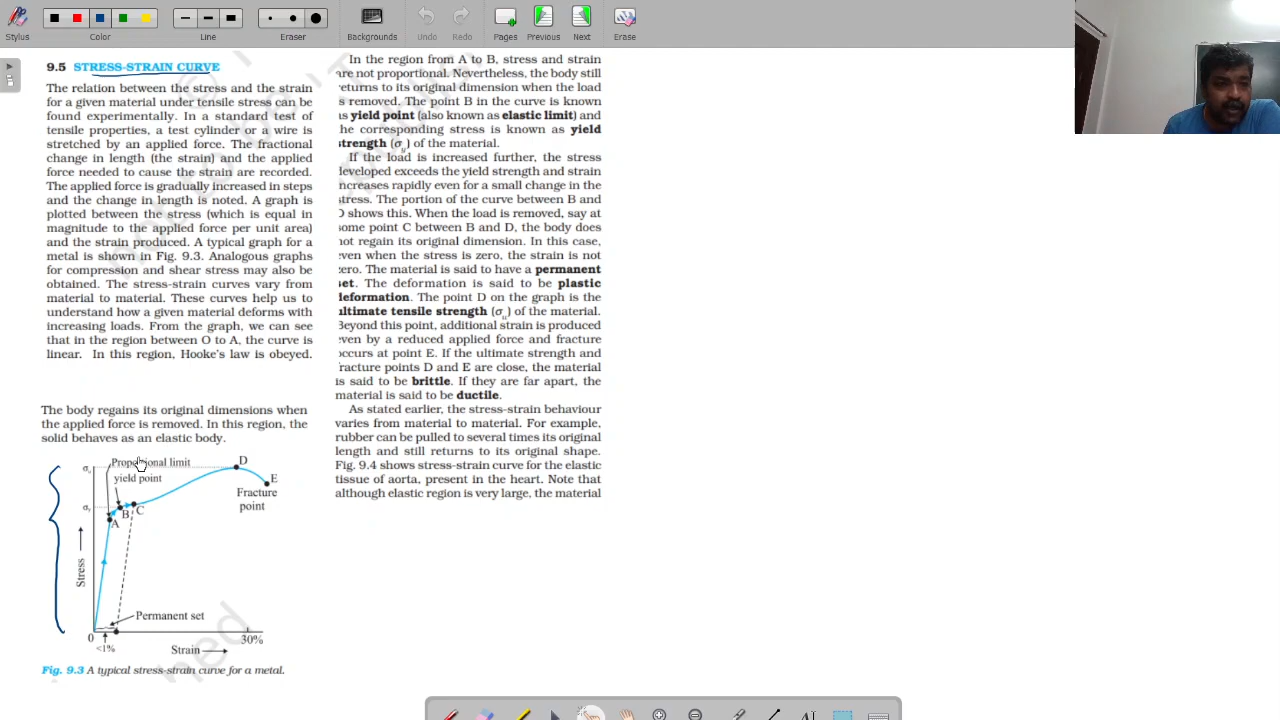 Stylus
Color
Line
Eraser
Backgrounds
Undo
Redo
Pages
Previous
Next
Erase
9.5 STRESS-STRAIN CURVE
The relation between the stress and the strain
for a given material under tensile stress can be
found experimentally. In a standard test of
tensile properties, a test cylinder or a wire is
stretched by an applied force. The fractional
change in length (the strain) and the applied
force needed to cause the strain are recorded.
The applied force is gradually increased in steps
and the change in length is noted. A graph is
plotted between the stress (which is equal in
magnitude to the applied force per unit area)
and the strain produced. A typical graph for a
metal is shown in Fig. 9.3. Analogous graphs
for compression and shear stress may also be
obtained. The stress-strain curves vary from
material to material. These curves help us to
understand how a given material deforms with
increasing loads. From the graph, we can see
that in the region between O to A, the curve is
linear. In this region, Hooke's law is obeyed.
The body regains its original dimensions when
the applied force is removed. In this region, the
solid behaves as an elastic body.
Proportional limit
yield point
σu
σy
D
E
Fracture
point
A
B
C
Stress
Permanent set
0
<1%
30%
Strain
Fig. 9.3 A typical stress-strain curve for a metal.
In the region from A to B, stress and strain
are not proportional. Nevertheless, the body still
returns to its original dimension when the load
is removed. The point B in the curve is known
as yield point (also known as elastic limit) and
the corresponding stress is known as yield
strength (σy) of the material.
If the load is increased further, the stress
developed exceeds the yield strength and strain
increases rapidly even for a small change in the
stress. The portion of the curve between B and
D shows this. When the load is removed, say at
some point C between B and D, the body does
not regain its original dimension. In this case,
even when the stress is zero, the strain is not
zero. The material is said to have a permanent
set. The deformation is said to be plastic
deformation. The point D on the graph is the
ultimate tensile strength (σu) of the material.
Beyond this point, additional strain is produced
even by a reduced applied force and fracture
occurs at point E. If the ultimate strength and
fracture points D and E are close, the material
is said to be brittle. If they are far apart, the
material is said to be ductile.
As stated earlier, the stress-strain behaviour
varies from material to material. For example,
rubber can be pulled to several times its original
length and still returns to its original shape.
Fig. 9.4 shows stress-strain curve for the elastic
tissue of aorta, present in the heart. Note that
although elastic region is very large, the material